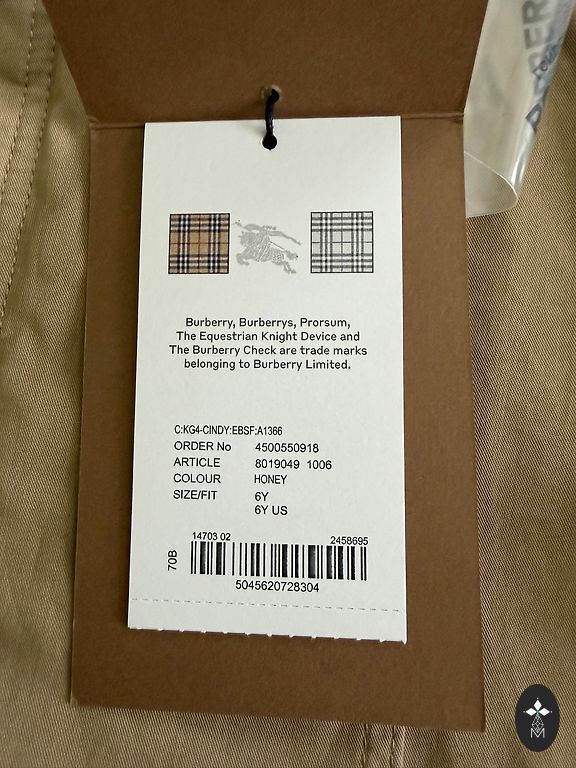 Burberry, Burberrys, Prorsum,
The Equestrian Knight Device and
The Burberry Check are trade marks
belonging to Burberry Limited.
C:KG4-CINDY:EBSF:A1366
ORDER No 4500550918
ARTICLE 8019049 1006
COLOUR HONEY
SIZE/FIT 6Y
6Y US
14703 02 2458695
70B
5045620728304